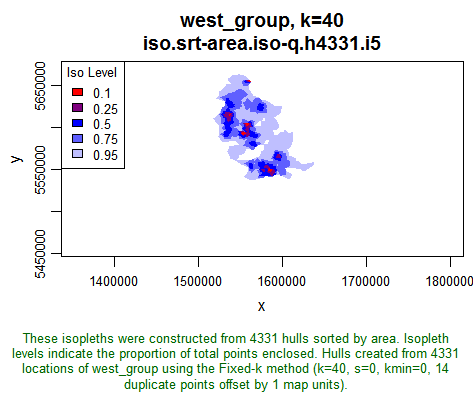 west_group, k=40
iso.srt-area.iso-q.h4331.i5
Iso Level
0.1
0.25
0.5
0.75
0.95
y
5650000
5550000
5450000
1400000 1500000 1600000 1700000 1800000
x
These isopleths were constructed from 4331 hulls sorted by area. Isopleth
levels indicate the proportion of total points enclosed. Hulls created from 4331
locations of west_group using the Fixed-k method (k=40, s=0, kmin=0, 14
duplicate points offset by 1 map units).